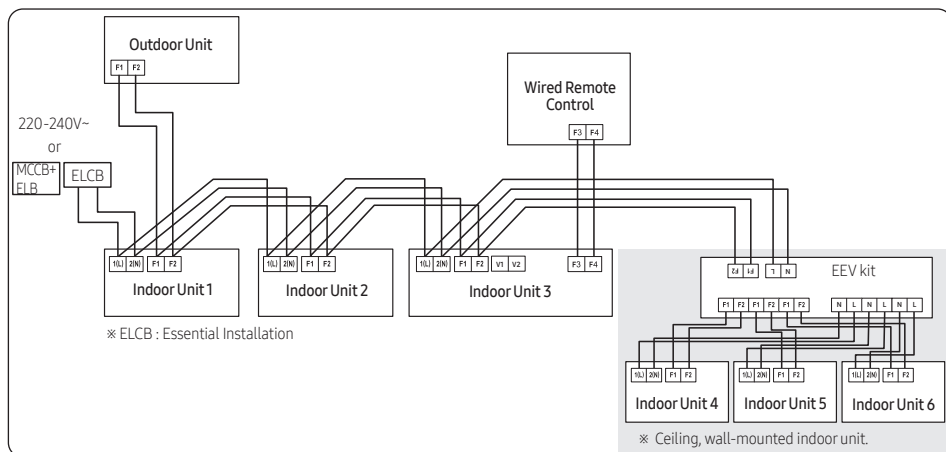 Outdoor Unit
F1 F2
Wired Remote
Control
F3 F4
220-240V~
or
MCCB+
ELB
ELCB
1(L) 2(N) F1 F2
Indoor Unit 1
1(L) 2(N) F1 F2
Indoor Unit 2
1(L) 2(N) F1 F2 V1 V2 F3 F4
Indoor Unit 3
※ ELCB : Essential Installation
F2 F1 L N
EEV kit
F1 F2 F1 F2 F1 F2 N L N L N L
1(L) 2(N) F1 F2
Indoor Unit 4
1(L) 2(N) F1 F2
Indoor Unit 5
1(L) 2(N) F1 F2
Indoor Unit 6
※ Ceiling, wall-mounted indoor unit.